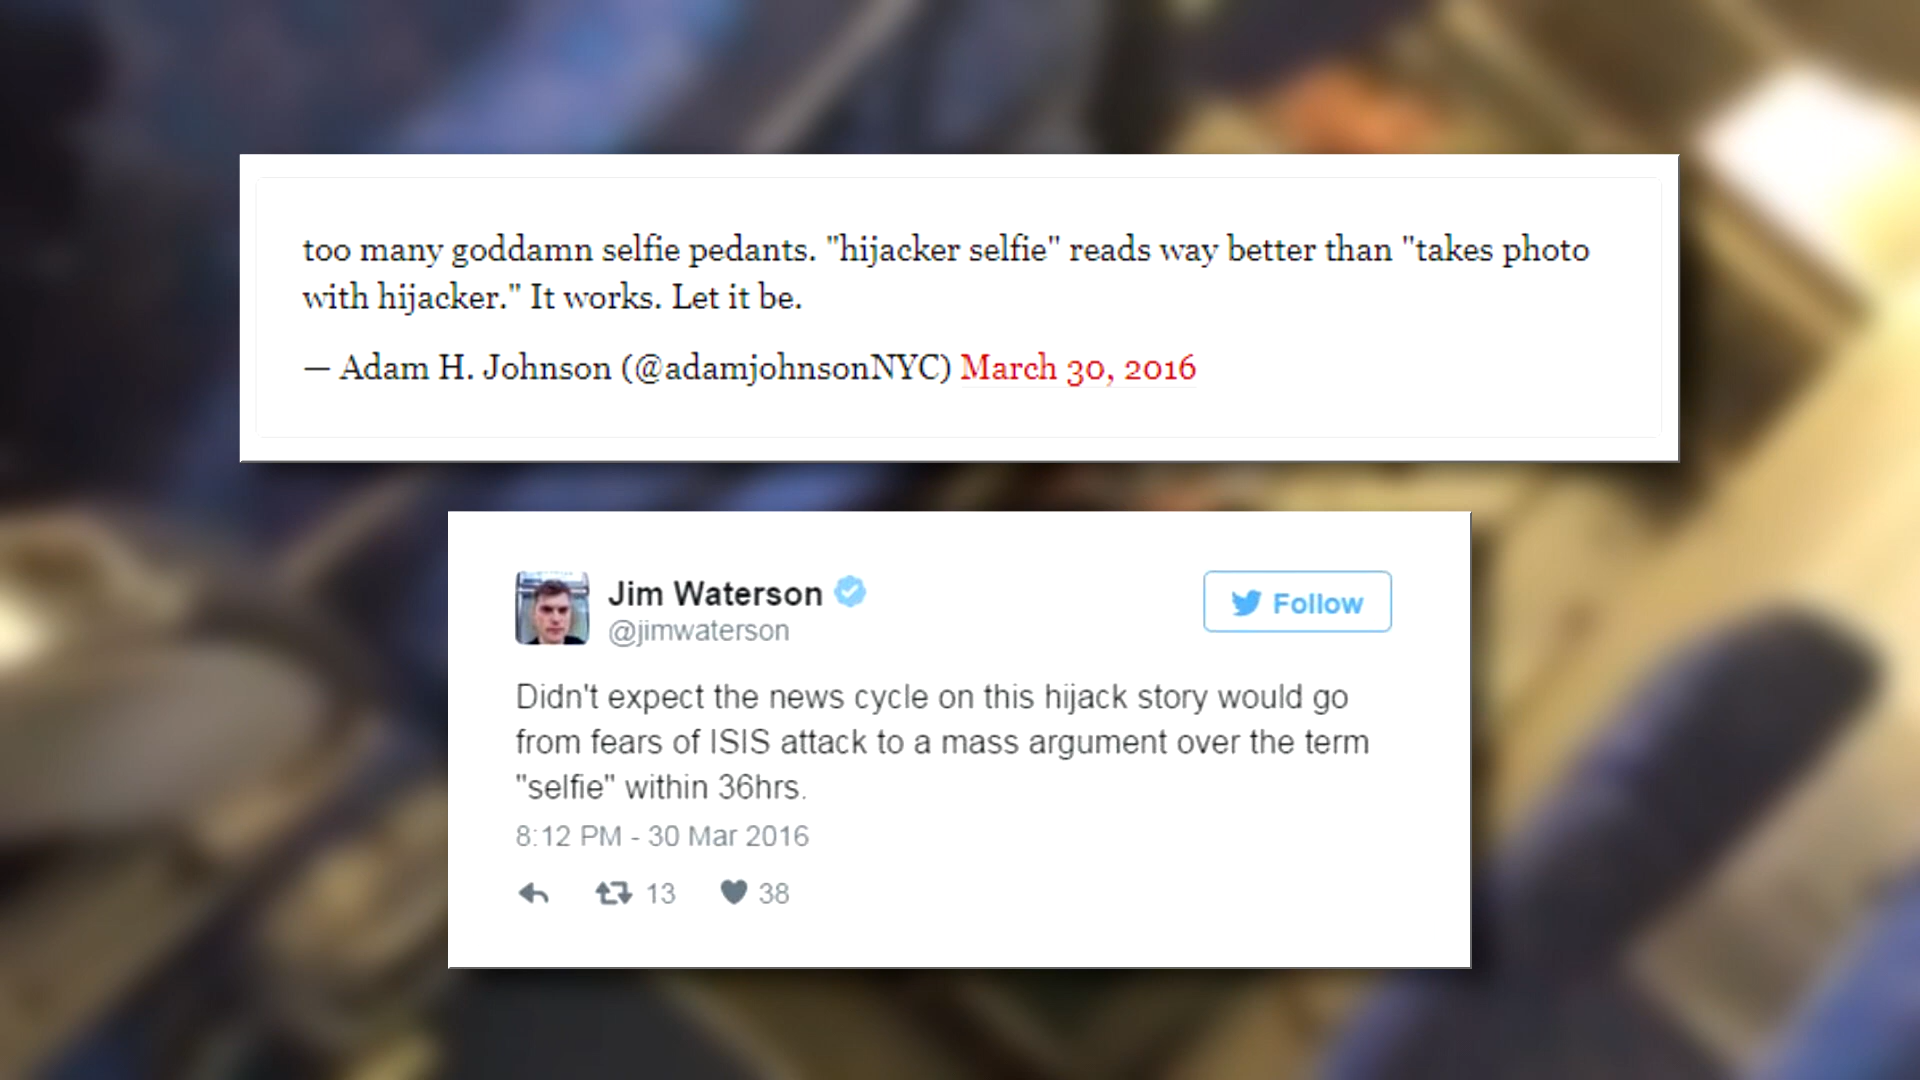 too many goddamn selfie pedants. "hijacker selfie" reads way better than "takes photo
with hijacker." It works. Let it be.
— Adam H. Johnson (@adamjohnsonNYC) March 30, 2016
Jim Waterson
@jimwaterson
Follow
Didn't expect the news cycle on this hijack story would go
from fears of ISIS attack to a mass argument over the term
"selfie" within 36hrs.
8:12 PM - 30 Mar 2016
13 38